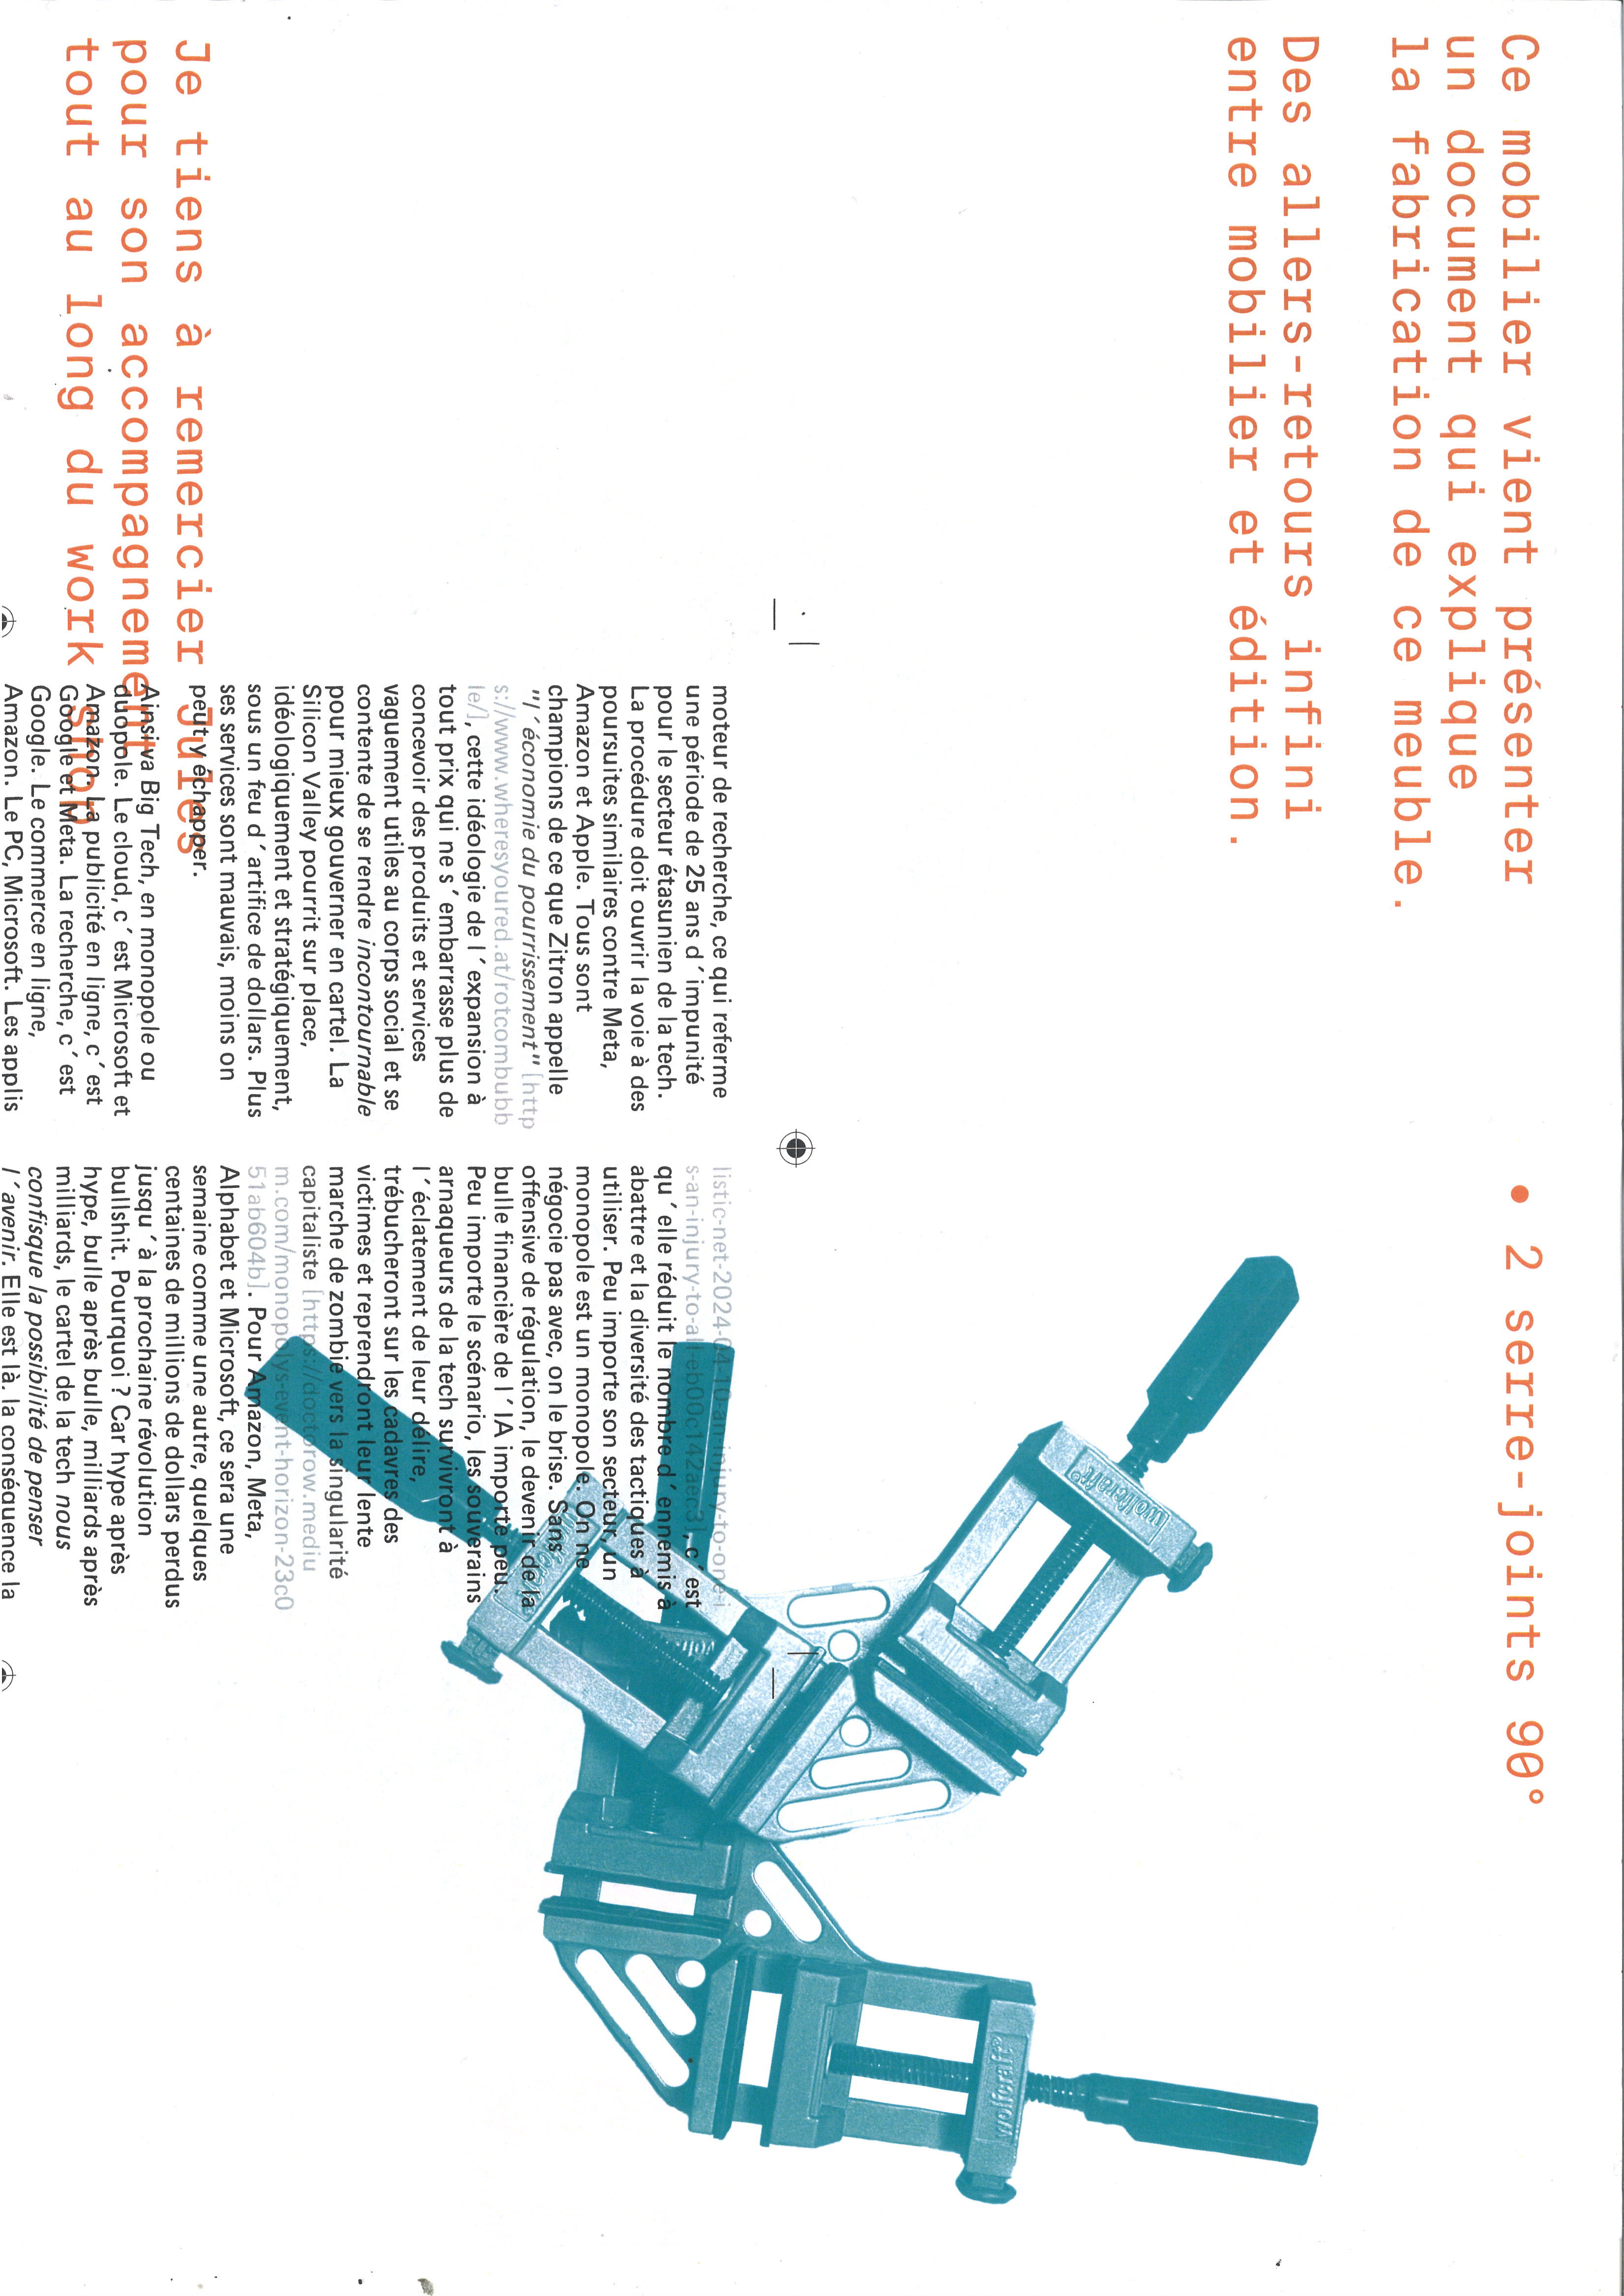 Ce mobilier vient présenter
un document qui explique
la fabrication de ce meuble.
Des allers-retours infini
entre mobilier et édition.
• 2 serre-joints 90°
wolfcraft®
wolfcraft®
wolfcraft
moteur de recherche, ce qui referme
une période de 25 ans d´impunité
pour le secteur étasunien de la tech.
La procédure doit ouvrir la voie à des
poursuites similaires contre Meta,
Amazon et Apple. Tous sont
champions de ce que Zitron appelle
"l´économie du pourrissement" [http
s://www.wheresyoured.at/rotcombubb
le/], cette idéologie de l´expansion à
tout prix qui ne s´embarrasse plus de
concevoir des produits et services
vaguement utiles au corps social et se
contente de se rendre incontournable
pour mieux gouverner en cartel. La
Silicon Valley pourrit sur place,
idéologiquement et stratégiquement,
sous un feu d´artifice de dollars. Plus
ses services sont mauvais, moins on
peut y échapper.
Ainsi va Big Tech, en monopole ou
duopole. Le cloud, c´est Microsoft et
Amazon. La publicité en ligne, c´est
Google et Meta. La recherche, c´est
Google. Le commerce en ligne,
Amazon. Le PC, Microsoft. Les applis
listic-net-2024-04-10-an-injury-to-one-i
s-an-injury-to-all-eb00c142aec3], c´est
qu´elle réduit le nombre d´ennemis à
abattre et la diversité des tactiques à
utiliser. Peu importe son secteur, un
monopole est un monopole. On ne
négocie pas avec, on le brise. Sans
offensive de régulation, le devenir de la
bulle financière de l´IA importe peu.
Peu importe le scénario, les souverains
arnaqueurs de la tech survivront à
l´éclatement de leur délire,
trébucheront sur les cadavres des
victimes et reprendront leur lente
marche de zombie vers la singularité
capitaliste [https://doctorow.mediu
m.com/monopolys-event-horizon-23c0
51ab604b]. Pour Amazon, Meta,
Alphabet et Microsoft, ce sera une
semaine comme une autre, quelques
centaines de millions de dollars perdus
jusqu´à la prochaine révolution
bullshit. Pourquoi ? Car hype après
hype, bulle après bulle, milliards après
milliards, le cartel de la tech nous
confisque la possibilité de penser
l´avenir. Elle est là, la conséquence la
Je tiens à remercier Jules
pour son accompagnement
tout au long du work shop